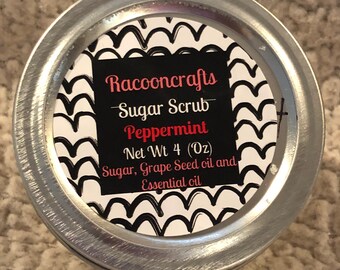 Racooncrafts
Sugar Scrub
Peppermint
Net Wt 4 (Oz)
Sugar, Grape Seed oil and
Essential oil